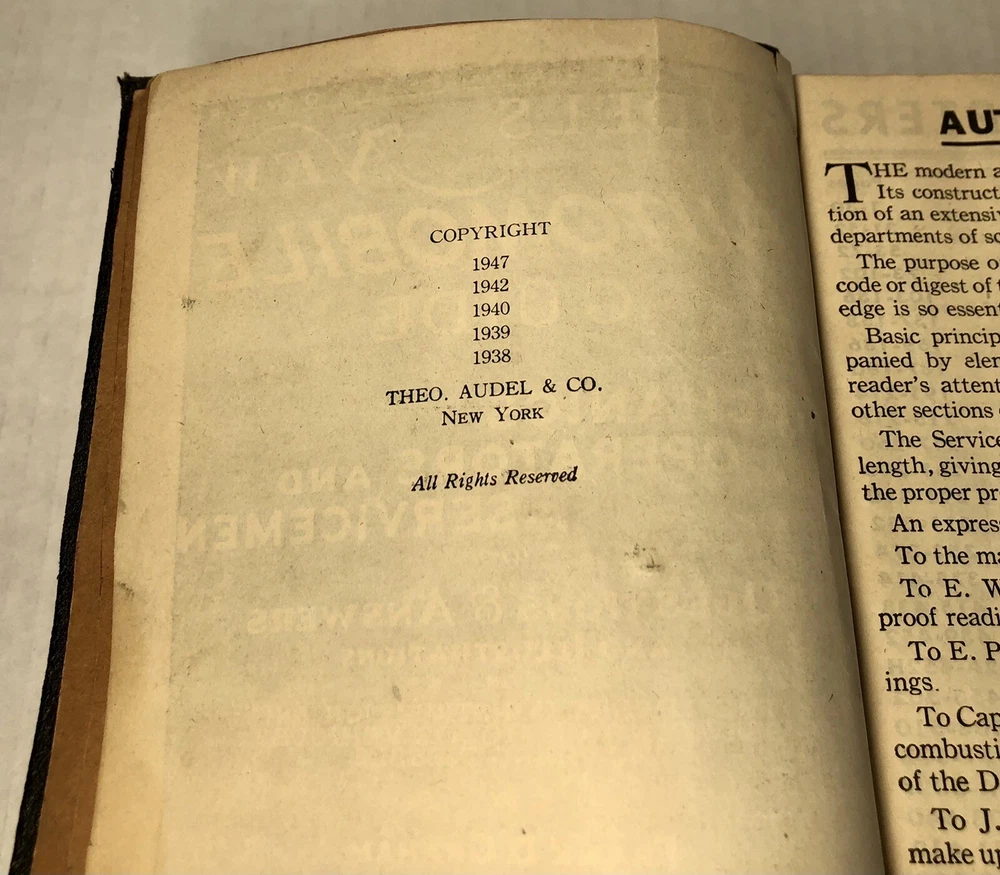 COPYRIGHT
1947
1942
1940
1939
1938
THEO. AUDEL & CO.
NEW YORK
All Rights Reserved
AUT
THE modern a
Its construct
tion of an extensiv
departments of sc
The purpose o
code or digest of t
edge is so essent
Basic princip
panied by elem
reader's attent
other sections
The Service
length, giving
the proper pr
An expres
To the ma
To E. W
proof readi
To E. P
ings.
To Cap
combusti
of the D
To J.
make up